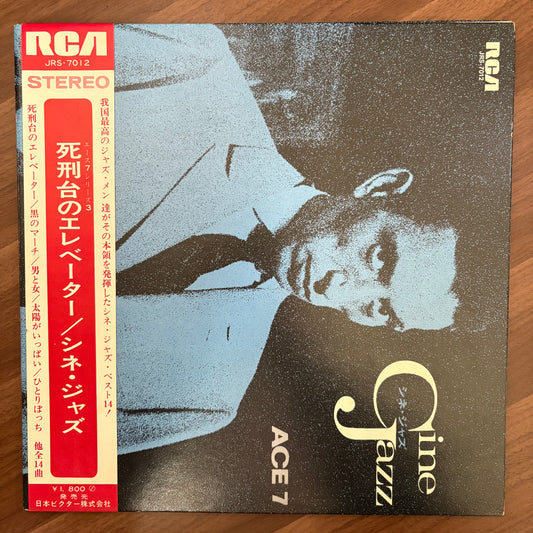 RCA
JRS-7012
STEREO
我国最高のジャズ・メン達がその本領を発揮したシネ・ジャズ・ベスト14!
エース7シリーズ3
死刑台のエレベーター/シネ・ジャズ
死刑台のエレベーター/黒のマーチ/男と女/太陽がいっぱい/ひとりぼっち 他全14曲
¥1,800
発売元
日本ビクター株式会社
RCA
JRS-7012
Cine
シネ・ジャズ
Jazz
ACE 7